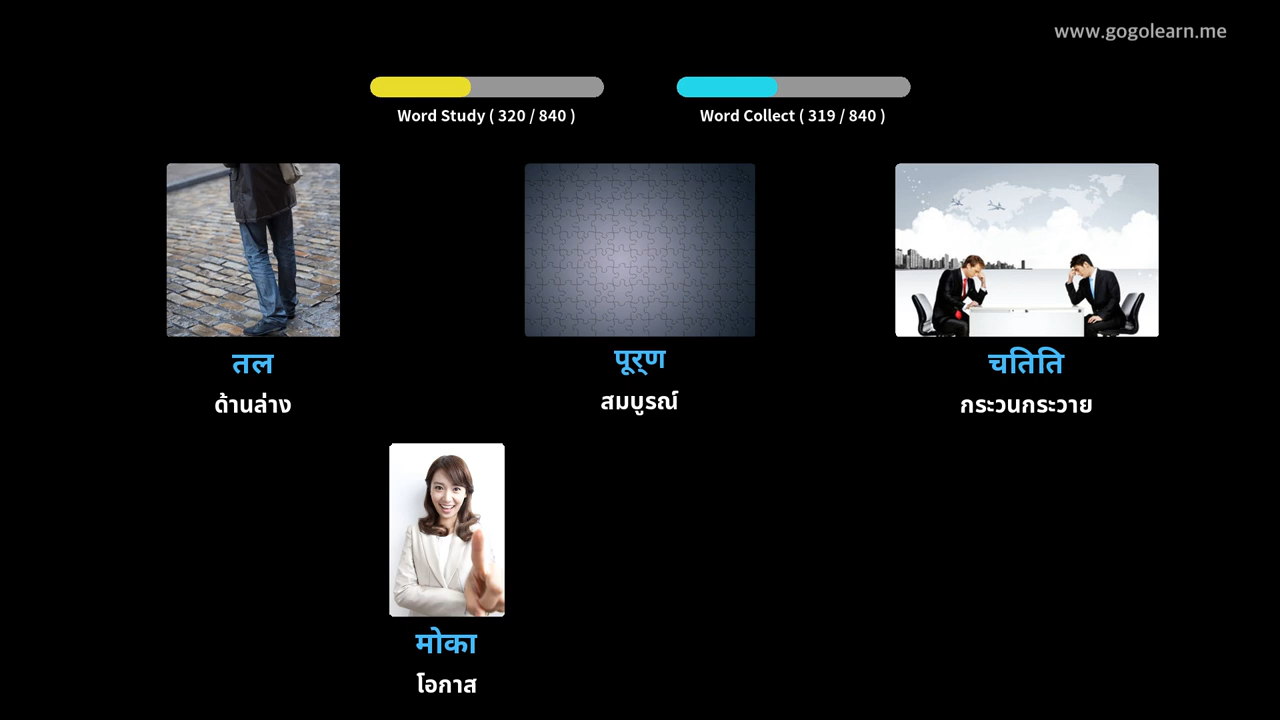 www.gogolearn.me
Word Study ( 320 / 840 )
Word Collect ( 319 / 840 )
तल
ด้านล่าง
पूर्ण
สมบูรณ์
चतिति
กระวนกระวาย
मोका
โอกาส